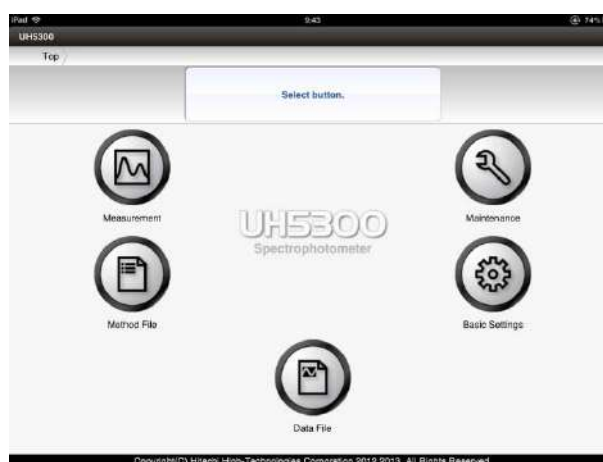 iPad 9:43 74%
UH5300
Top
Select button.
Measurement
Maintenance
UH5300
Spectrophotometer
Method File
Basic Settings
Data File
Copyright(C) Hitachi High-Technologies Corporation 2012,2013. All Rights Reserved.